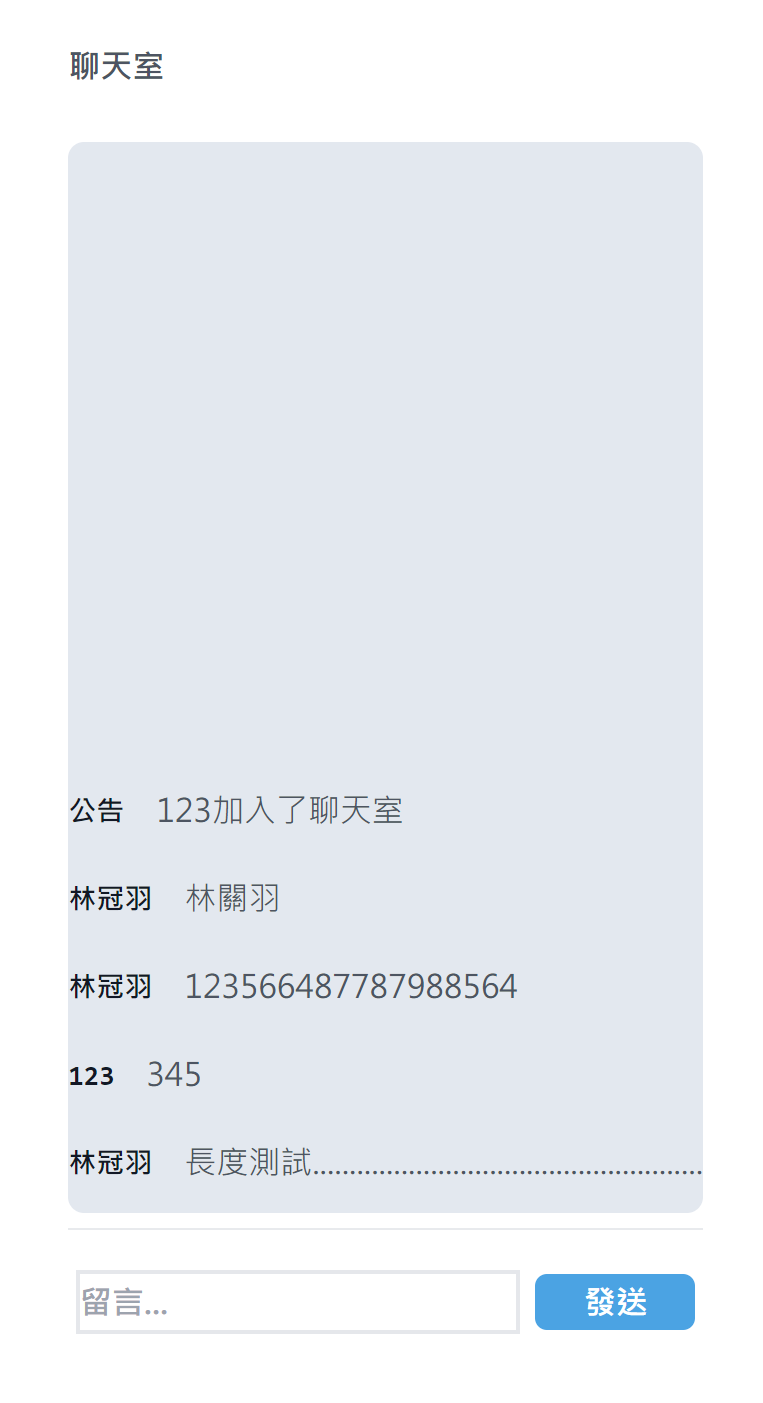 聊天室
公告 123加入了聊天室
林冠羽 林關羽
林冠羽 123566487787988564
123 345
林冠羽 長度測試.....................................................
留言...
發送